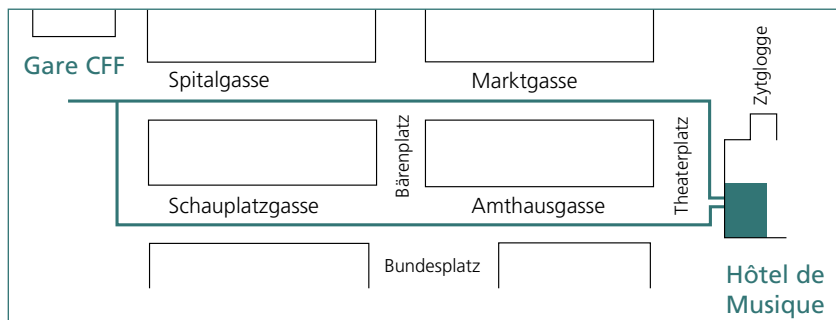 Gare CFF
Spitalgasse
Marktgasse
Zytglogge
Bärenplatz
Theaterplatz
Schauplatzgasse
Amthausgasse
Bundesplatz
Hôtel de
Musique